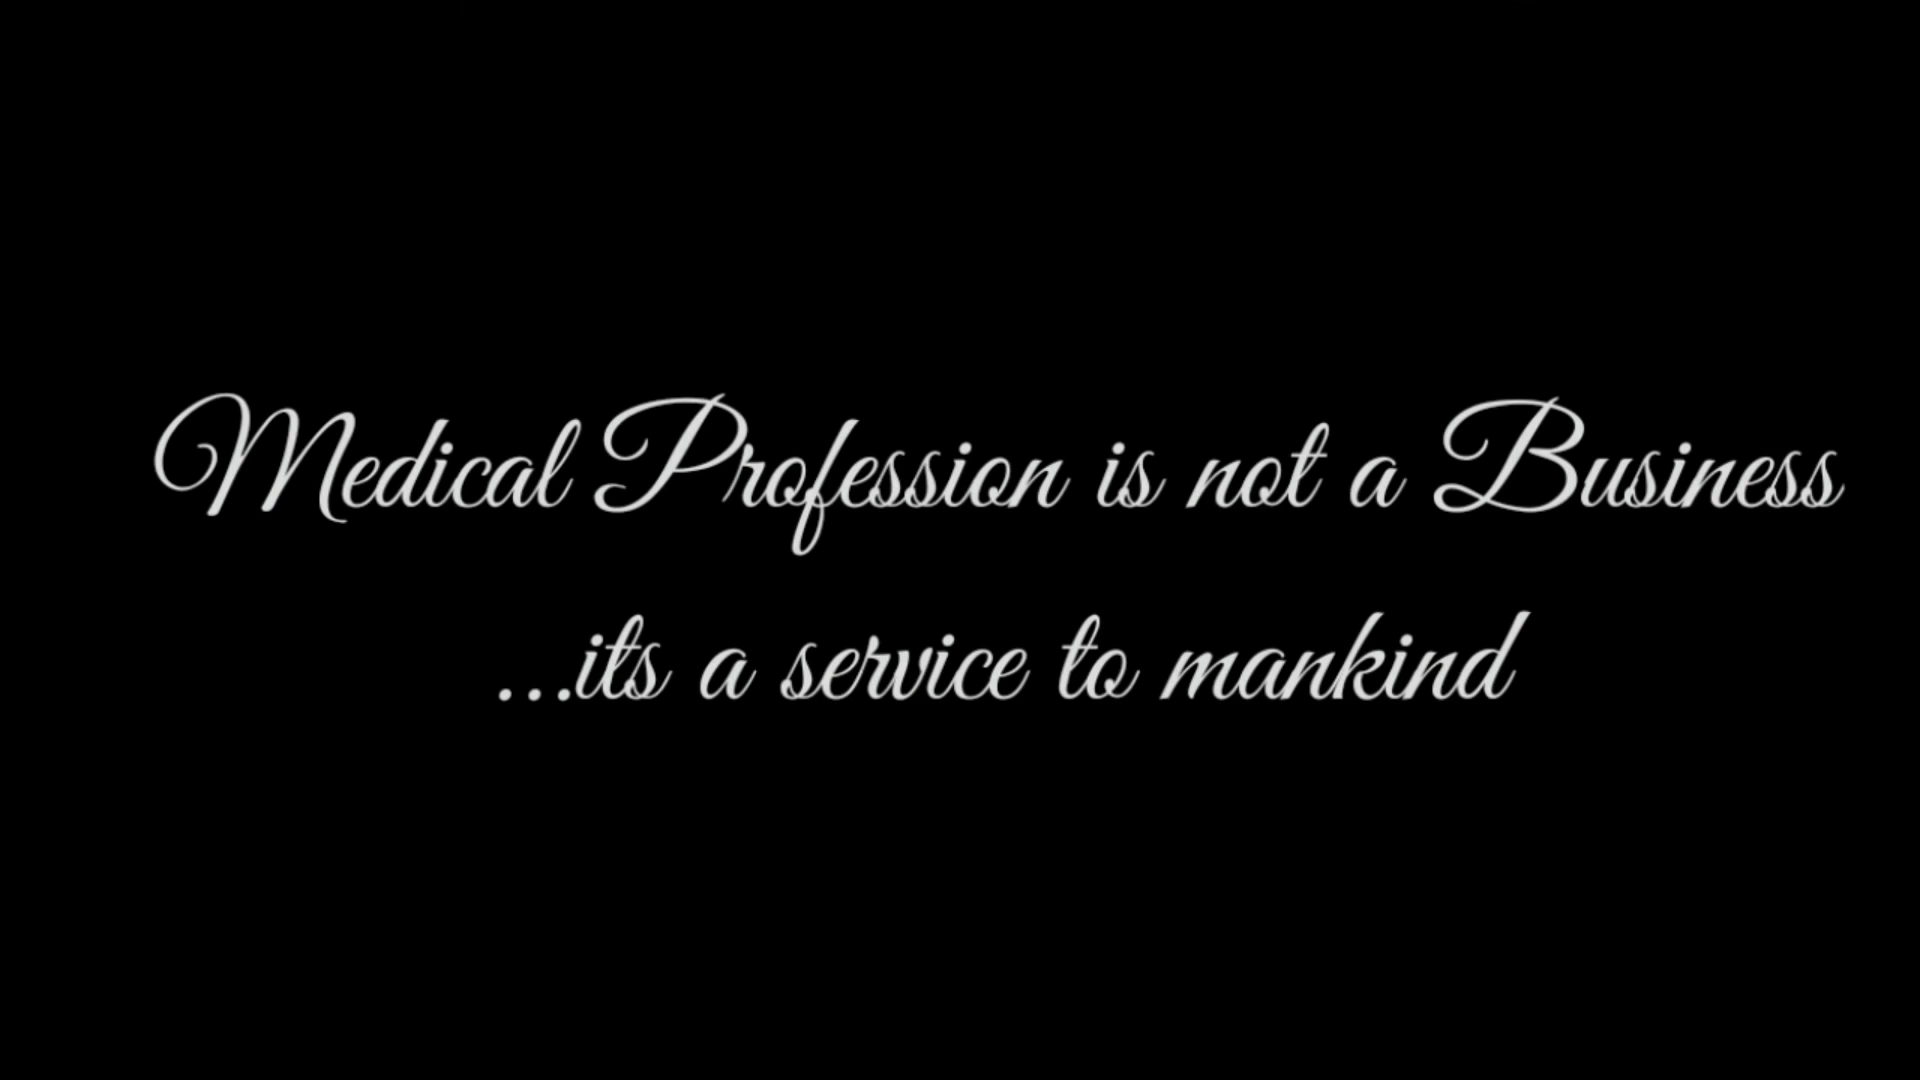 Medical Profession is not a Business
...its a service to mankind